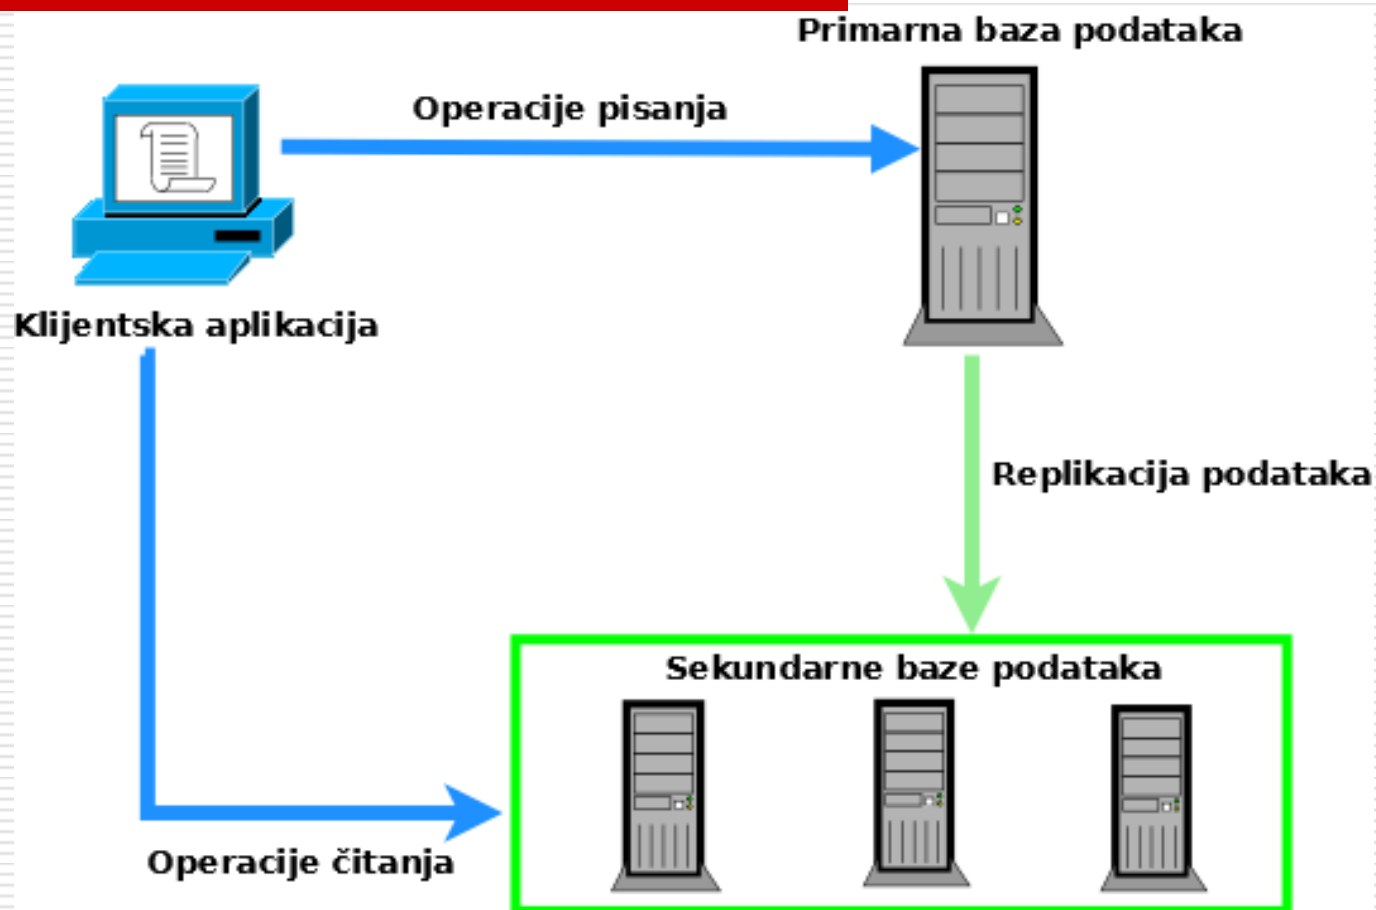 Primarna baza podataka
Operacije pisanja
Klijentska aplikacija
Replikacija podataka
Sekundarne baze podataka
Operacije čitanja